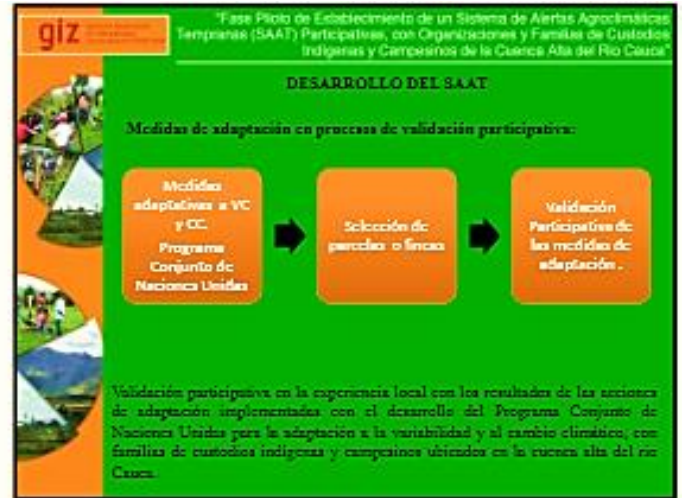 giz
"Fase Piloto de Establecimiento de un Sistema de Alertas Agroclimáticas
Tempranas (SAAT) Participativas, con Organizaciones y Familias de Custodios
Indígenas y Campesinos de la Cuenca Alta del Río Cauca"
DESARROLLO DEL SAAT
Medidas de adaptación en procesos de validación participativa:
Medidas
adaptativas a VC
y CC.
Programa
Conjunto de
Naciones Unidas
Selección de
parcelas o fincas
Validación
Participativa de
las medidas de
adaptación .
Validación participativa en la experiencia local con los resultados de las acciones
de adaptación implementadas con el desarrollo del Programa Conjunto de
Naciones Unidas para la adaptación a la variabilidad y al cambio climático, con
familias de custodios indígenas y campesinos ubicados en la cuenca alta del río
Cauca.